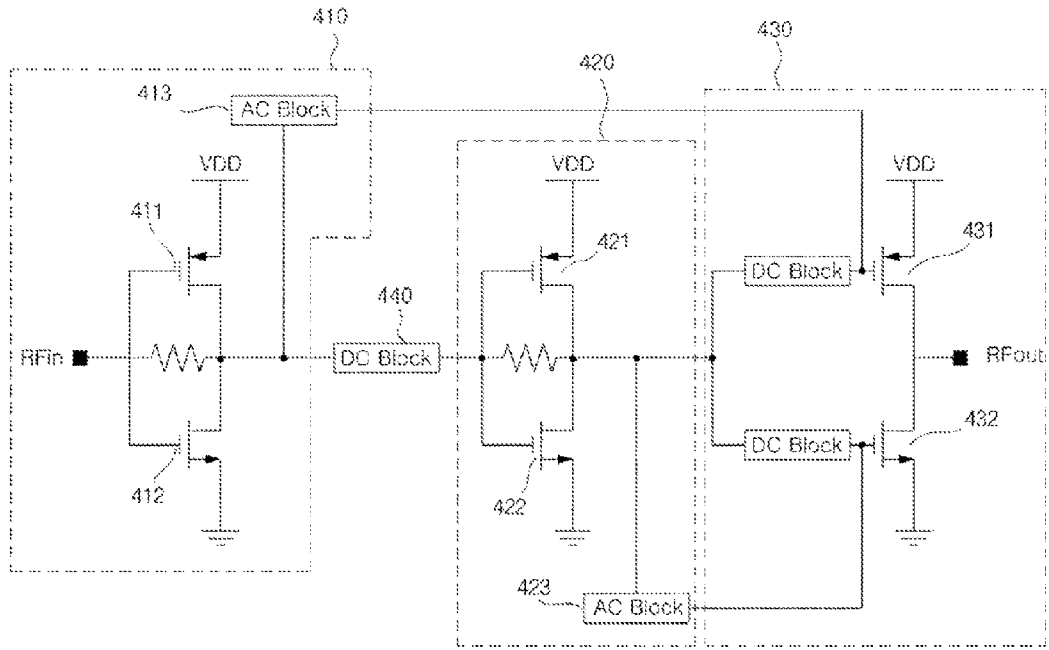 410
430
420
413
AC Block
VDD
VDD
VDD
411
421
431
440
DC Block
RFin
DC Block
RFout
DC Block
432
412
422
423
AC Block